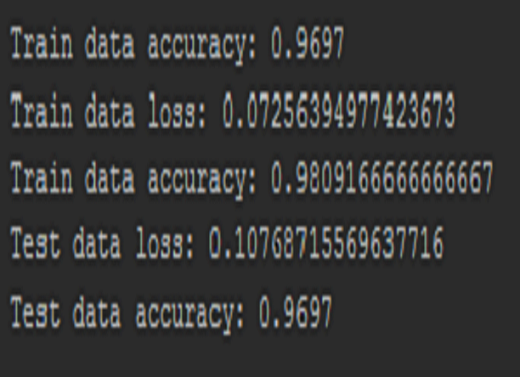 Train data accuracy: 0.9697
Train data loss: 0.07256394977423673
Train data accuracy: 0.9809166666666667
Test data loss: 0.10768715569637716
Test data accuracy: 0.9697